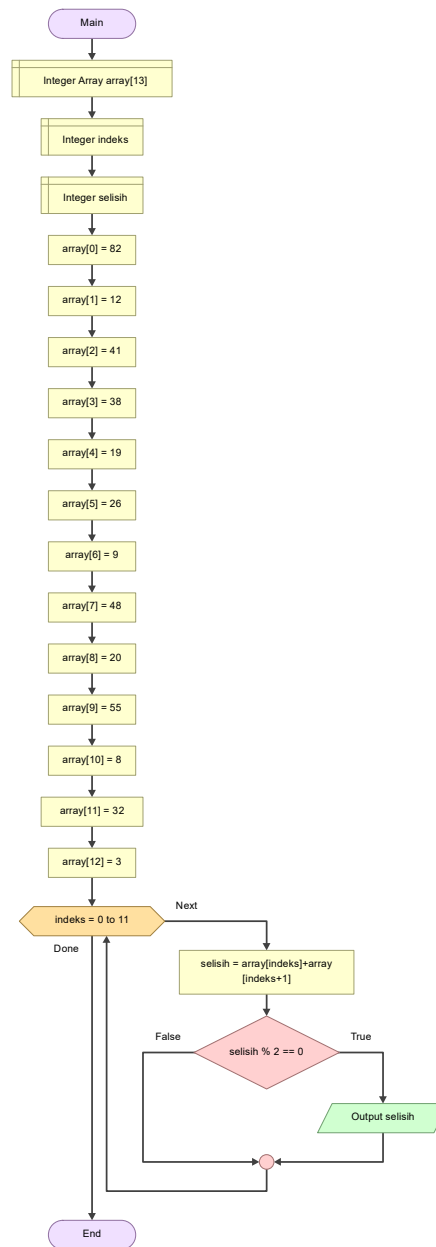 Main
Integer Array array[13]
Integer indeks
Integer selisih
array[0] = 82
array[1] = 12
array[2] = 41
array[3] = 38
array[4] = 19
array[5] = 26
array[6] = 9
array[7] = 48
array[8] = 20
array[9] = 55
array[10] = 8
array[11] = 32
array[12] = 3
indeks = 0 to 11
Next
Done
selisih = array[indeks]+array
[indeks+1]
False
True
selisih % 2 == 0
Output selisih
End